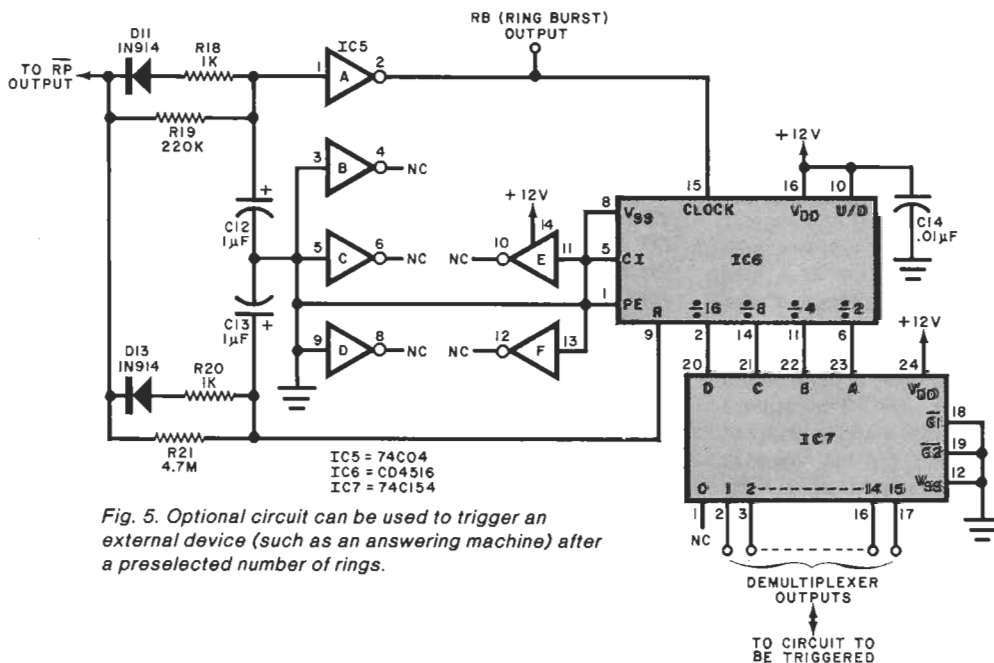 RB (RING BURST)
OUTPUT
D11
1N914
R18
1K
IC5
1
A
2
TO R̅P̅
OUTPUT
R19
220K
+12V
3
B
4
NC
15
16
10
8
VSS
CLOCK
VDD
U/D
C14
.01µF
+
C12
1µF
+12V
14
5
C
6
NC
NC
10
E
11
5
CI
IC6
1
PE
C13
1µF
+
9
D
8
NC
NC
12
F
13
R
÷16
÷8
÷4
÷2
9
2
14
11
6
+12V
D13
1N914
R20
1K
20
21
22
23
24
D
C
B
A
VDD
R21
4.7M
G̅1̅
18
IC7
G̅2̅
19
VSS
12
IC5 = 74C04
IC6 = CD4516
IC7 = 74C154
0
1
2
14
15
1
2
3
16
17
NC
Fig. 5. Optional circuit can be used to trigger an
external device (such as an answering machine) after
a preselected number of rings.
DEMULTIPLEXER
OUTPUTS
TO CIRCUIT TO
BE TRIGGERED